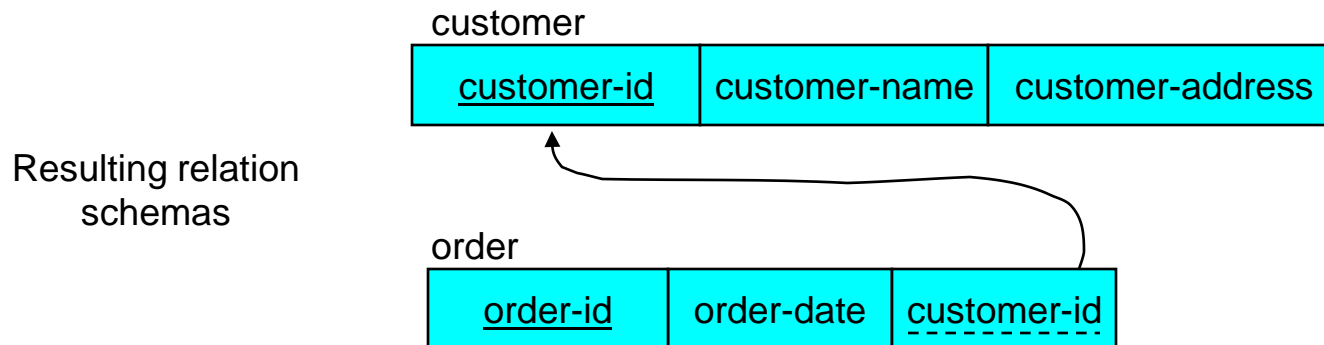 customer
customer-id customer-name customer-address
Resulting relation
schemas
order
order-id order-date customer-id